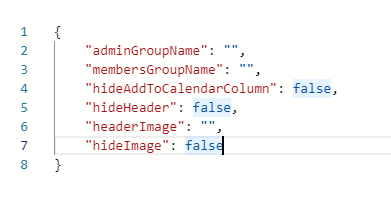 1 {
2 "adminGroupName": "",
3 "membersGroupName": "",
4 "hideAddToCalendarColumn": false,
5 "hideHeader": false,
6 "headerImage": "",
7 "hideImage": false
8 }